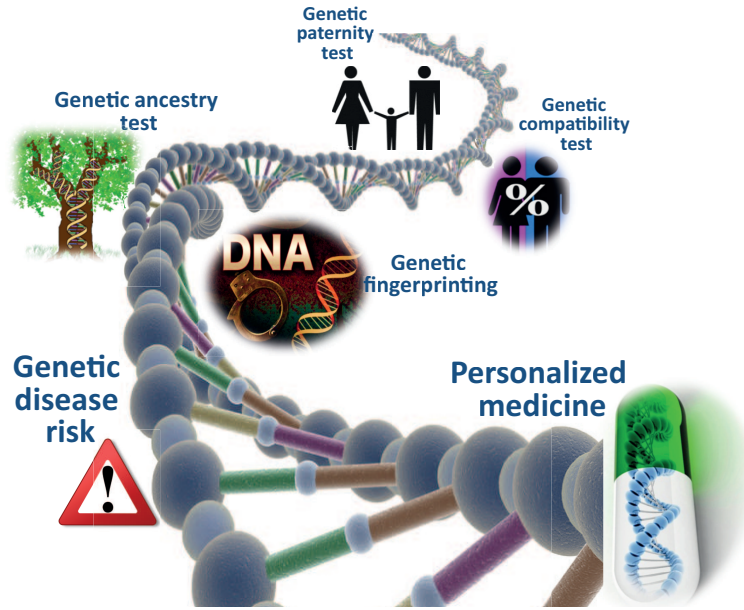 Genetic
paternity
test
Genetic ancestry
test
Genetic
compatibility
test
%
DNA
Genetic
fingerprinting
Genetic
disease
risk
!
Personalized
medicine